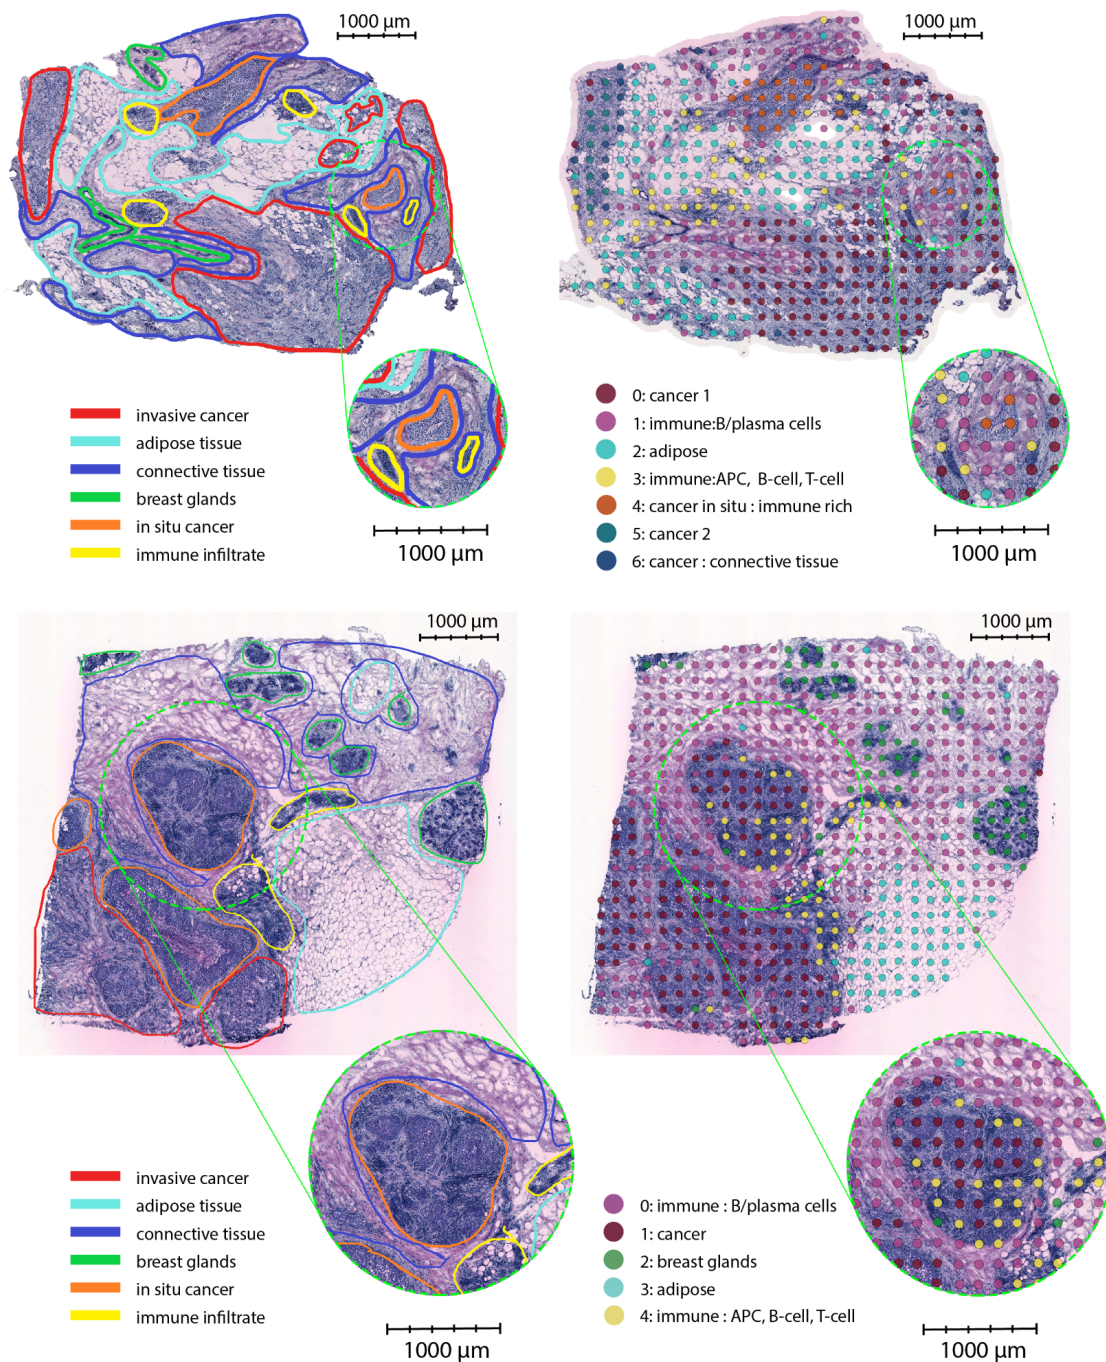 1000 µm
1000 µm
invasive cancer
adipose tissue
connective tissue
breast glands
in situ cancer
immune infiltrate
1000 µm
0: cancer 1
1: immune:B/plasma cells
2: adipose
3: immune:APC, B-cell, T-cell
4: cancer in situ : immune rich
5: cancer 2
6: cancer : connective tissue
1000 µm
1000 µm
1000 µm
invasive cancer
adipose tissue
connective tissue
breast glands
in situ cancer
immune infiltrate
1000 µm
0: immune : B/plasma cells
1: cancer
2: breast glands
3: adipose
4: immune : APC, B-cell, T-cell
1000 µm